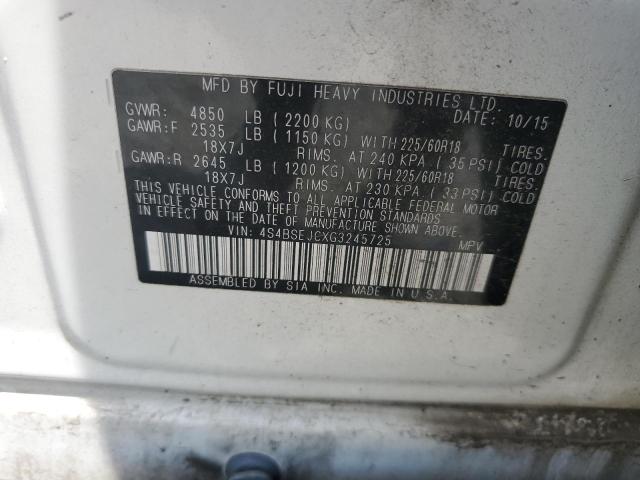 MFD BY FUJI HEAVY INDUSTRIES LTD.
GVWR: 4850 LB (2200 KG) DATE: 10/15
GAWR:F 2535 LB (1150 KG) WITH 225/60R18 TIRES.
18X7J RIMS. AT 240 KPA (35 PSI) COLD
GAWR:R 2645 LB (1200 KG) WITH 225/60R18 TIRES.
18X7J RIMS. AT 230 KPA (33 PSI) COLD
THIS VEHICLE CONFORMS TO ALL APPLICABLE FEDERAL MOTOR
VEHICLE SAFETY AND THEFT PREVENTION STANDARDS
IN EFFECT ON THE DATE OF MANUFACTURE SHOWN ABOVE.
VIN: 4S4BSEJCXG3245725 MPV
ASSEMBLED BY SIA INC. MADE IN U.S.A.